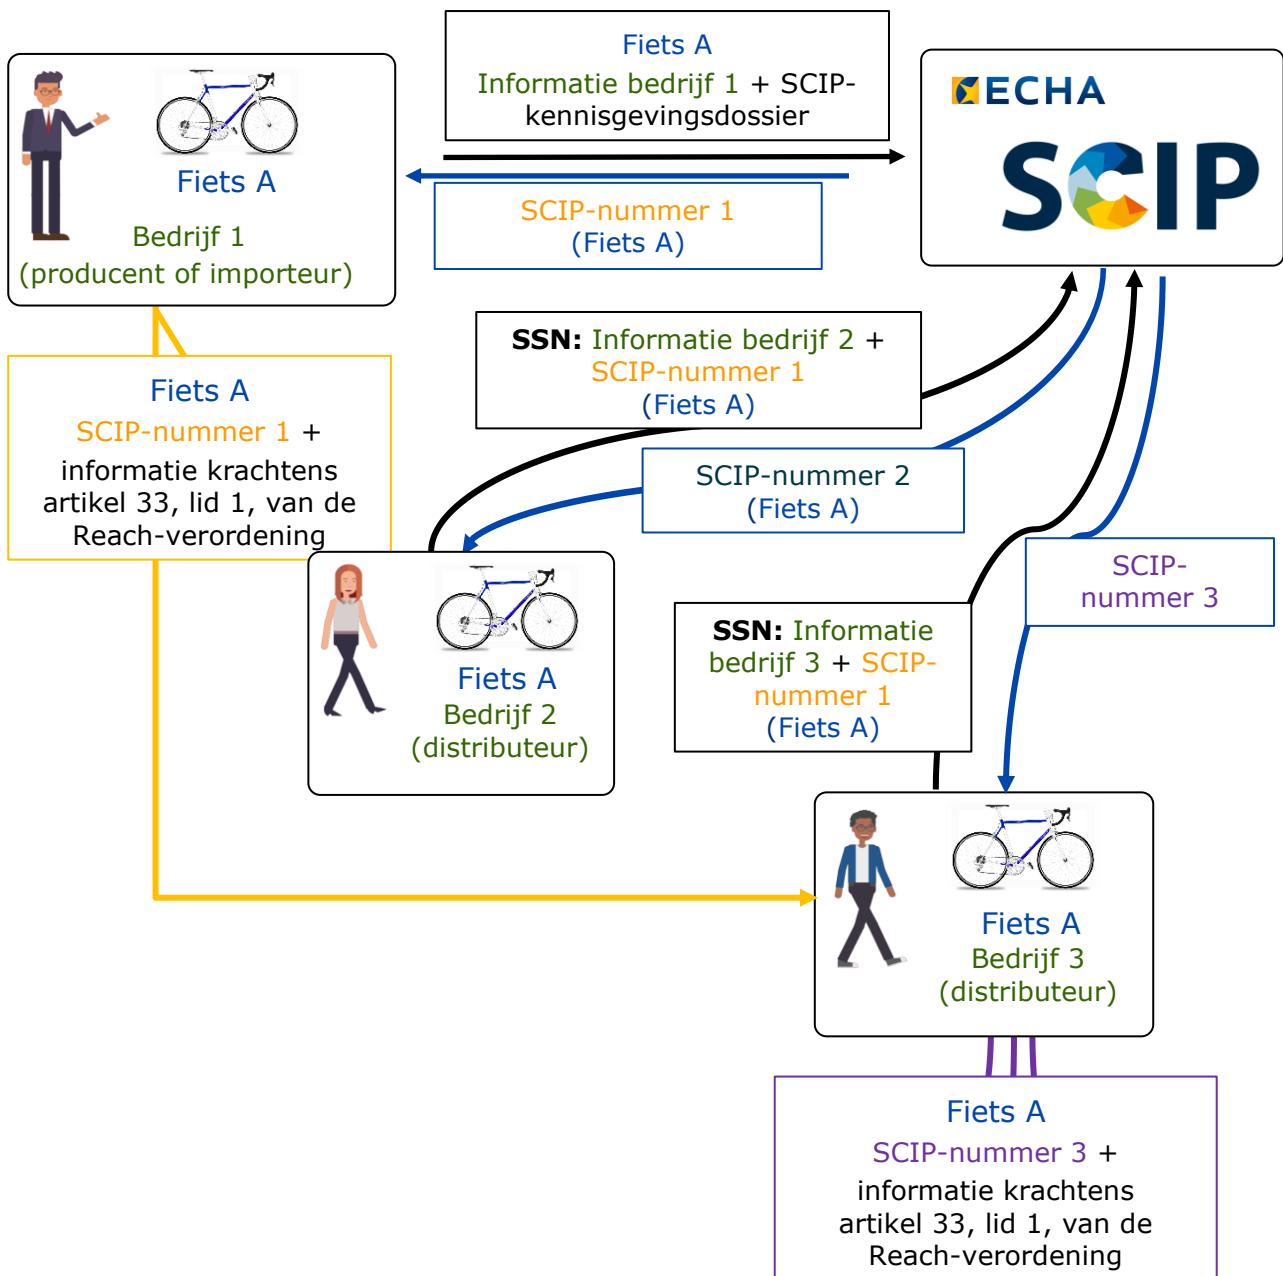 Fiets A
Informatie bedrijf 1 + SCIP-
kennisgevingsdossier
ECHA
SCIP
Fiets A
Bedrijf 1
(producent of importeur)
SCIP-nummer 1
(Fiets A)
SSN: Informatie bedrijf 2 +
SCIP-nummer 1
(Fiets A)
Fiets A
SCIP-nummer 1 +
informatie krachtens
artikel 33, lid 1, van de
Reach-verordening
SCIP-nummer 2
(Fiets A)
SCIP-
nummer 3
Fiets A
Bedrijf 2
(distributeur)
SSN: Informatie
bedrijf 3 + SCIP-
nummer 1
(Fiets A)
Fiets A
Bedrijf 3
(distributeur)
Fiets A
SCIP-nummer 3 +
informatie krachtens
artikel 33, lid 1, van de
Reach-verordening